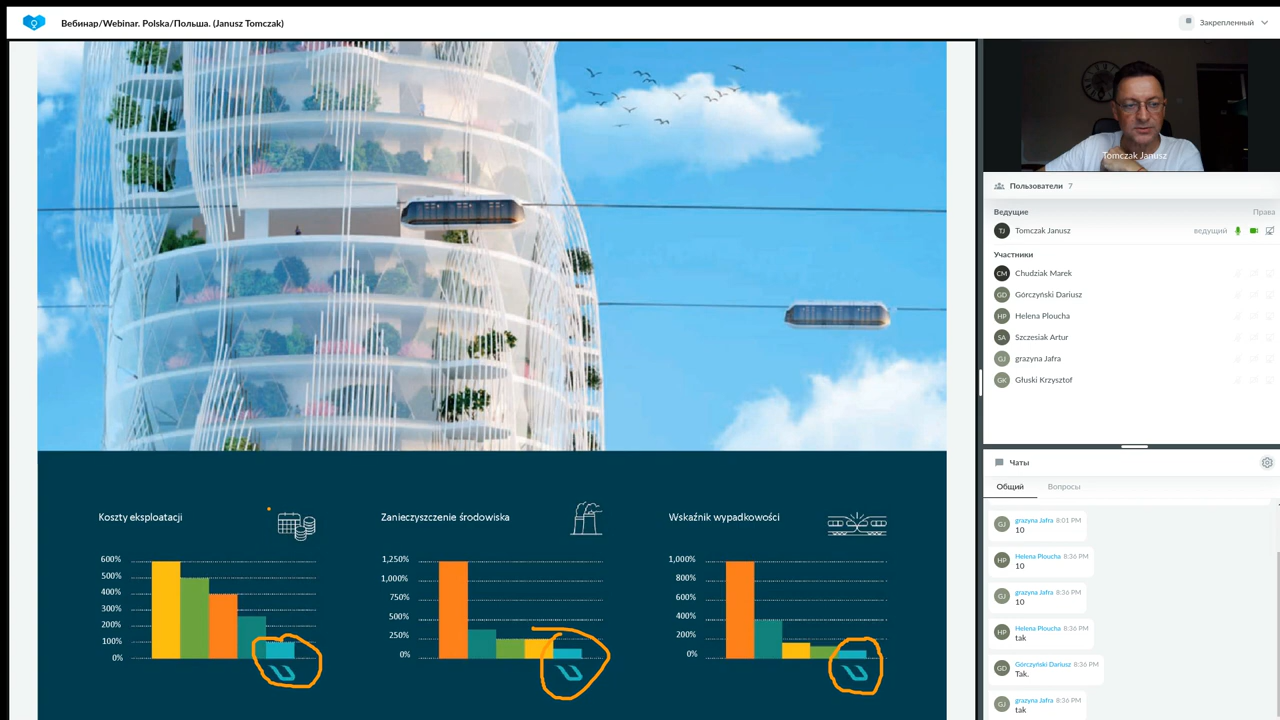 Вебинар/Webinar. Polska/Польша. (Janusz Tomczak)
Закрепленный
Tomczak Janusz
Пользователи 7
Ведущие Права
TJ Tomczak Janusz ведущий
Участники
CM Chudziak Marek
GD Górczyński Dariusz
HP Helena Ploucha
SA Szczesiak Artur
GJ grazyna Jafra
GK Głuski Krzysztof
Чаты
Общий Вопросы
GJ grazyna Jafra 8:01 PM
10
HP Helena Ploucha 8:36 PM
10
GJ grazyna Jafra 8:36 PM
10
HP Helena Ploucha 8:36 PM
tak
GD Górczyński Dariusz 8:36 PM
Tak.
GJ grazyna Jafra 8:36 PM
tak
Koszty eksploatacji
600%
500%
400%
300%
200%
100%
0%
Zanieczyszczenie środowiska
1,250%
1,000%
750%
500%
250%
0%
Wskaźnik wypadkowości
1,000%
800%
600%
400%
200%
0%